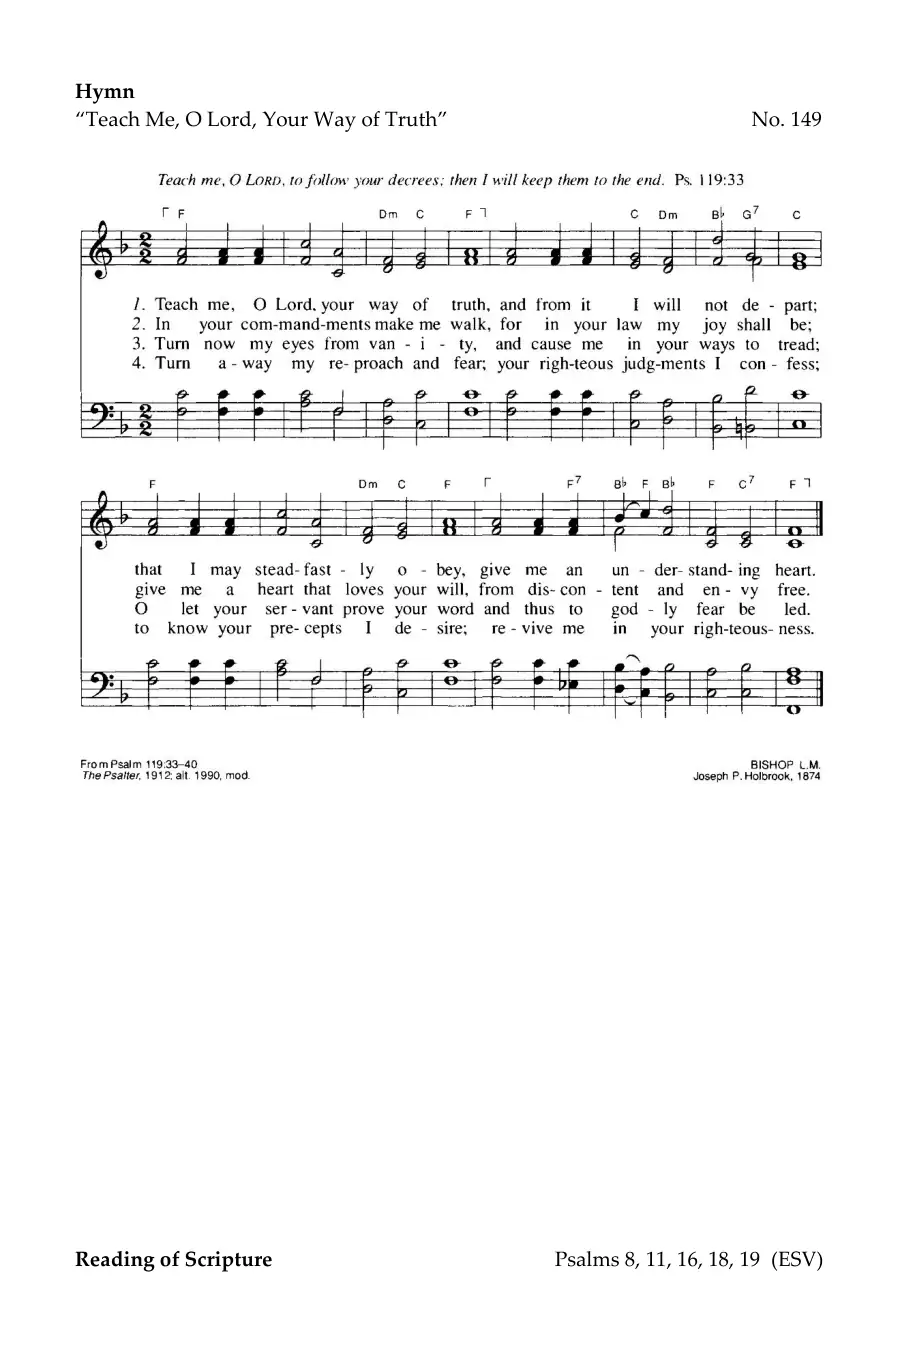 Hymn
“Teach Me, O Lord, Your Way of Truth” No. 149
Teach me, O LORD, to follow your decrees; then I will keep them to the end. Ps. 119:33
F Dm C F C Dm B♭ G7 C
1. Teach me, O Lord, your way of truth, and from it I will not de - part;
2. In your com-mand-ments make me walk, for in your law my joy shall be;
3. Turn now my eyes from van - i - ty, and cause me in your ways to tread;
4. Turn a - way my re- proach and fear; your righ-teous judg-ments I con - fess;
F Dm C F F7 B♭ F B♭ F C7 F
that I may stead- fast - ly o - bey, give me an un - der- stand- ing heart.
give me a heart that loves your will, from dis- con - tent and en - vy free.
O let your ser - vant prove your word and thus to god - ly fear be led.
to know your pre- cepts I de - sire; re - vive me in your righ-teous- ness.
From Psalm 119:33–40 BISHOP L.M.
The Psalter, 1912; alt. 1990, mod. Joseph P. Holbrook, 1874
Reading of Scripture Psalms 8, 11, 16, 18, 19 (ESV)